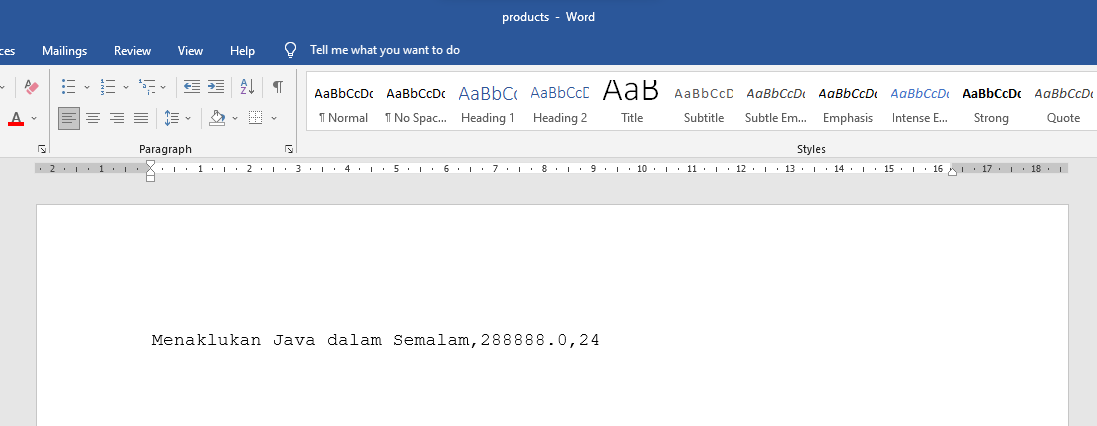 products - Word
ces Mailings Review View Help Tell me what you want to do
AaBbCcDc AaBbCcDc AaBbCc AaBbCcD AaB AaBbCcD AaBbCcDc AaBbCcDc AaBbCcDc AaBbCcDc AaBbCcDc
¶ Normal ¶ No Spac... Heading 1 Heading 2 Title Subtitle Subtle Em... Emphasis Intense E... Strong Quote
Paragraph Styles
2 1 1 2 3 4 5 6 7 8 9 10 11 12 13 14 15 16 17 18
Menaklukan Java dalam Semalam,288888.0,24